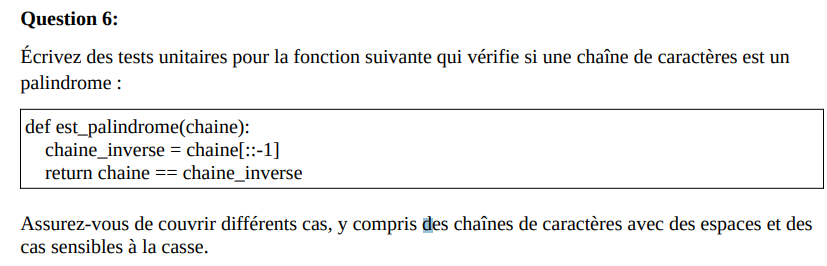 Question 6:
Écrivez des tests unitaires pour la fonction suivante qui vérifie si une chaîne de caractères est un
palindrome :
def est_palindrome(chaine):
    chaine_inverse = chaine[::-1]
    return chaine == chaine_inverse
Assurez-vous de couvrir différents cas, y compris des chaînes de caractères avec des espaces et des
cas sensibles à la casse.